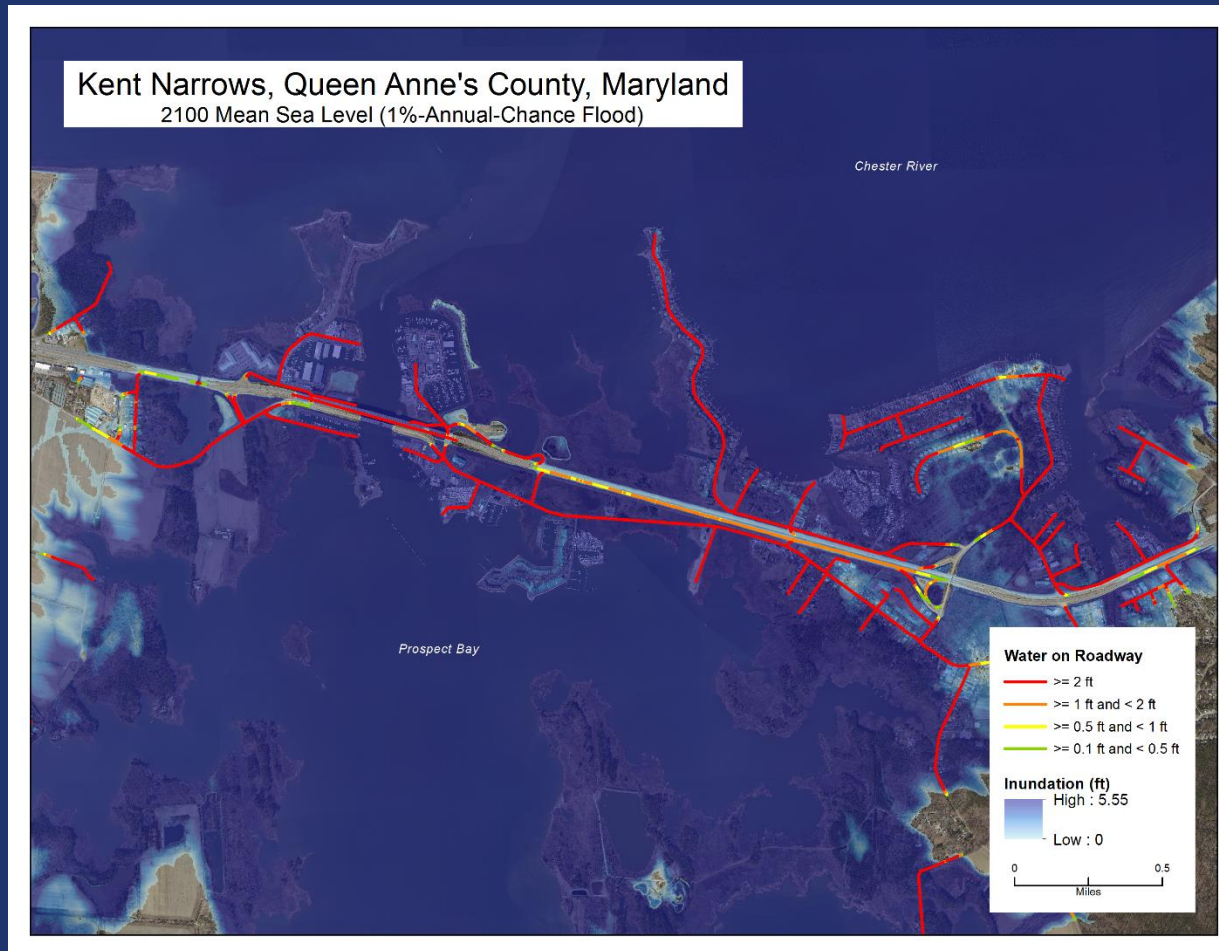 Kent Narrows, Queen Anne's County, Maryland
2100 Mean Sea Level (1%-Annual-Chance Flood)
Chester River
Prospect Bay
Water on Roadway
>= 2 ft
>= 1 ft and < 2 ft
>= 0.5 ft and < 1 ft
>= 0.1 ft and < 0.5 ft
Inundation (ft)
High : 5.55
Low : 0
0 0.5
Miles